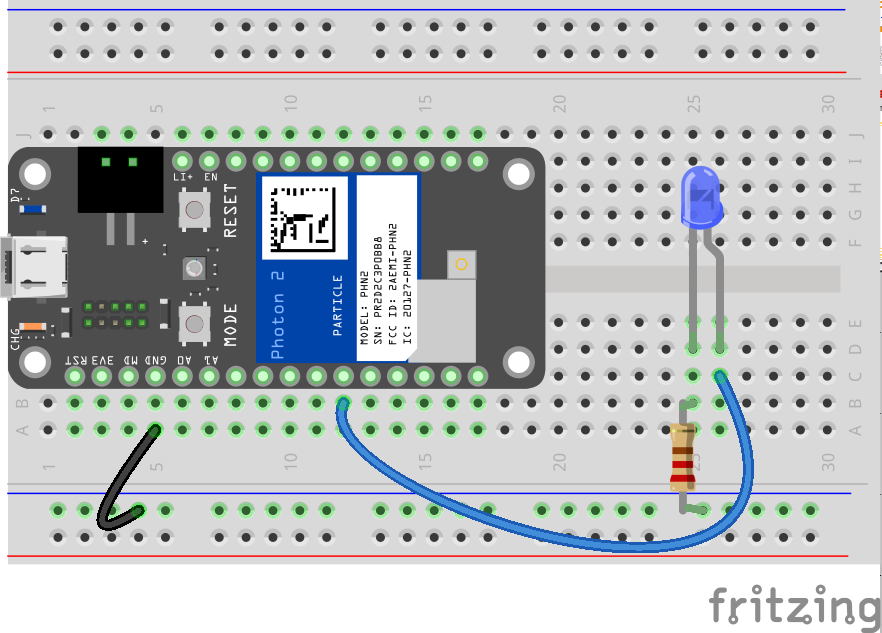 1 5 10 15 20 25 30
J J
I
H
G
F
LI+ EN
D7
RESET
+
MODE
CHG
Photon 2
PARTICLE
MODEL: PHN2
SN: PR2D2C3POBB8
FCC ID: 2AEMI-PHN2
IC: 20127-PHN2
RST 3V3 MD GND A0 A1
E
D
C C
B B
A A
1 10 15 20 25 30
fritzing